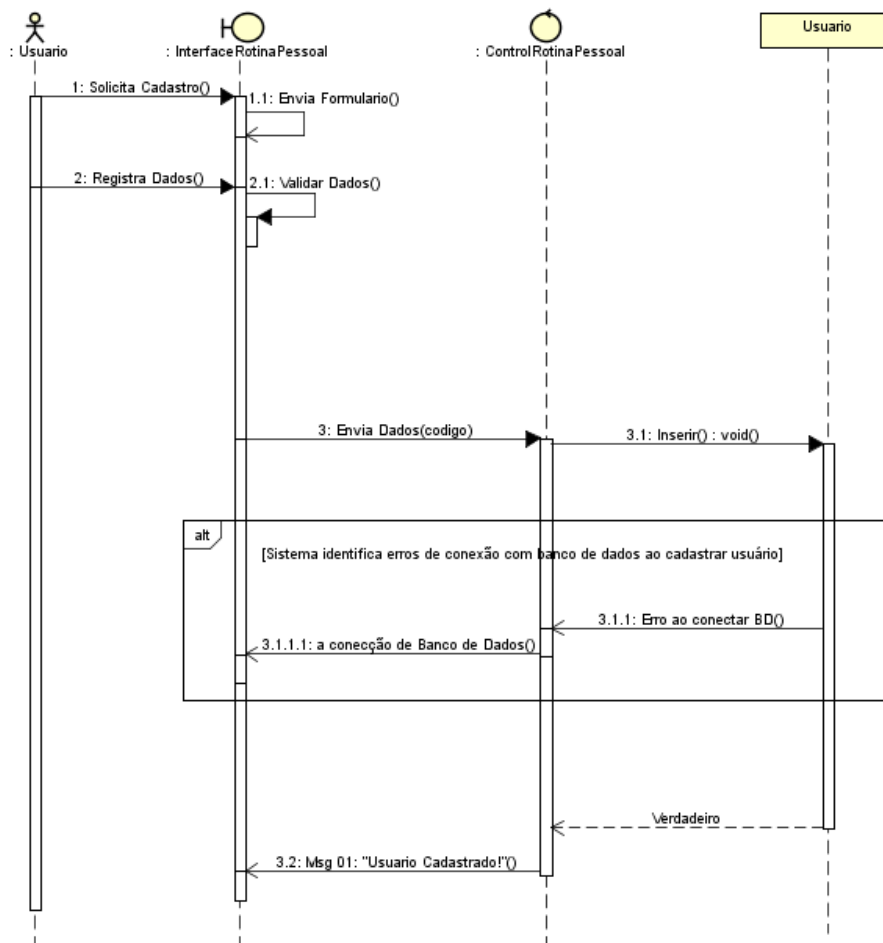 : Usuario
: InterfaceRotinaPessoal
: ControlRotinaPessoal
Usuario
1: Solicita Cadastro()
1.1: Envia Formulario()
2: Registra Dados()
2.1: Validar Dados()
3: Envia Dados(codigo)
3.1: Inserir() : void()
alt
[Sistema identifica erros de conexão com banco de dados ao cadastrar usuário]
3.1.1: Erro ao conectar BD()
3.1.1.1: a conecção de Banco de Dados()
Verdadeiro
3.2: Msg 01: "Usuario Cadastrado!"()